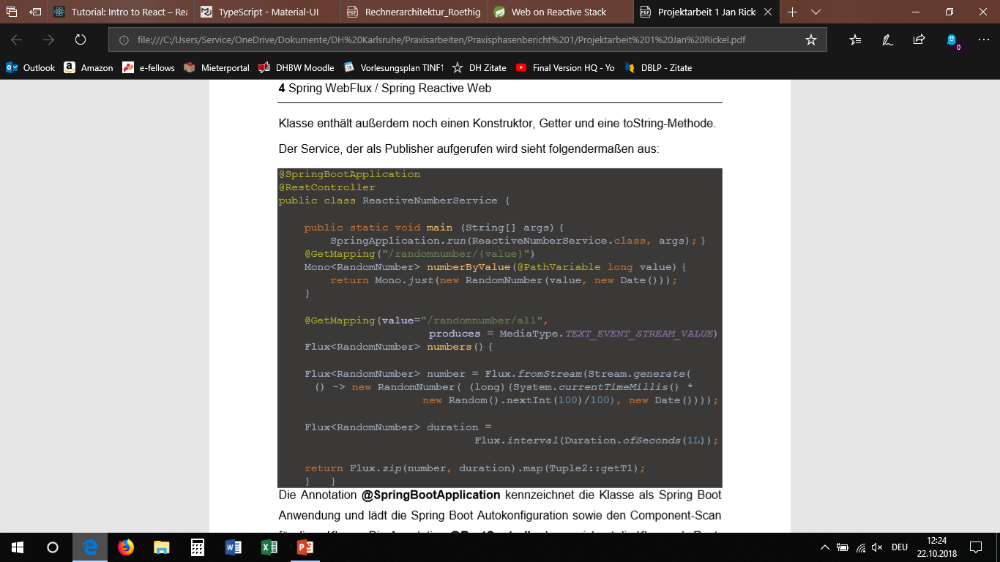 Tutorial: Intro to React – Rea
TypeScript - Material-UI
Rechnerarchitektur_Roethig
Web on Reactive Stack
Projektarbeit 1 Jan Ricke
file:///C:/Users/Service/OneDrive/Dokumente/DH%20Karlsruhe/Praxisarbeiten/Praxisphasenbericht%201/Projektarbeit%201%20Jan%20Rickel.pdf
0
Outlook
Amazon
e-fellows
Mieterportal
DHBW Moodle
Vorlesungsplan TINF1
DH Zitate
Final Version HQ - Yo
DBLP - Zitate
4 Spring WebFlux / Spring Reactive Web
Klasse enthält außerdem noch einen Konstruktor, Getter und eine toString-Methode.
Der Service, der als Publisher aufgerufen wird sieht folgendermaßen aus:
@SpringBootApplication
@RestController
public class ReactiveNumberService {
public static void main (String[] args) {
SpringApplication.run(ReactiveNumberService.class, args); }
@GetMapping("/randomnumber/{value}")
Mono<RandomNumber> numberByValue(@PathVariable long value) {
return Mono.just(new RandomNumber(value, new Date()));
}
@GetMapping(value="/randomnumber/all",
produces = MediaType.TEXT_EVENT_STREAM_VALUE)
Flux<RandomNumber> numbers() {
Flux<RandomNumber> number = Flux.fromStream(Stream.generate(
() -> new RandomNumber( (long)(System.currentTimeMillis() *
new Random().nextInt(100)/100), new Date())));
Flux<RandomNumber> duration =
Flux.interval(Duration.ofSeconds(1L));
return Flux.zip(number, duration).map(Tuple2::getT1);
} }
Die Annotation @SpringBootApplication kennzeichnet die Klasse als Spring Boot
Anwendung und lädt die Spring Boot Autokonfiguration sowie den Component-Scan
DEU
12:24
22.10.2018